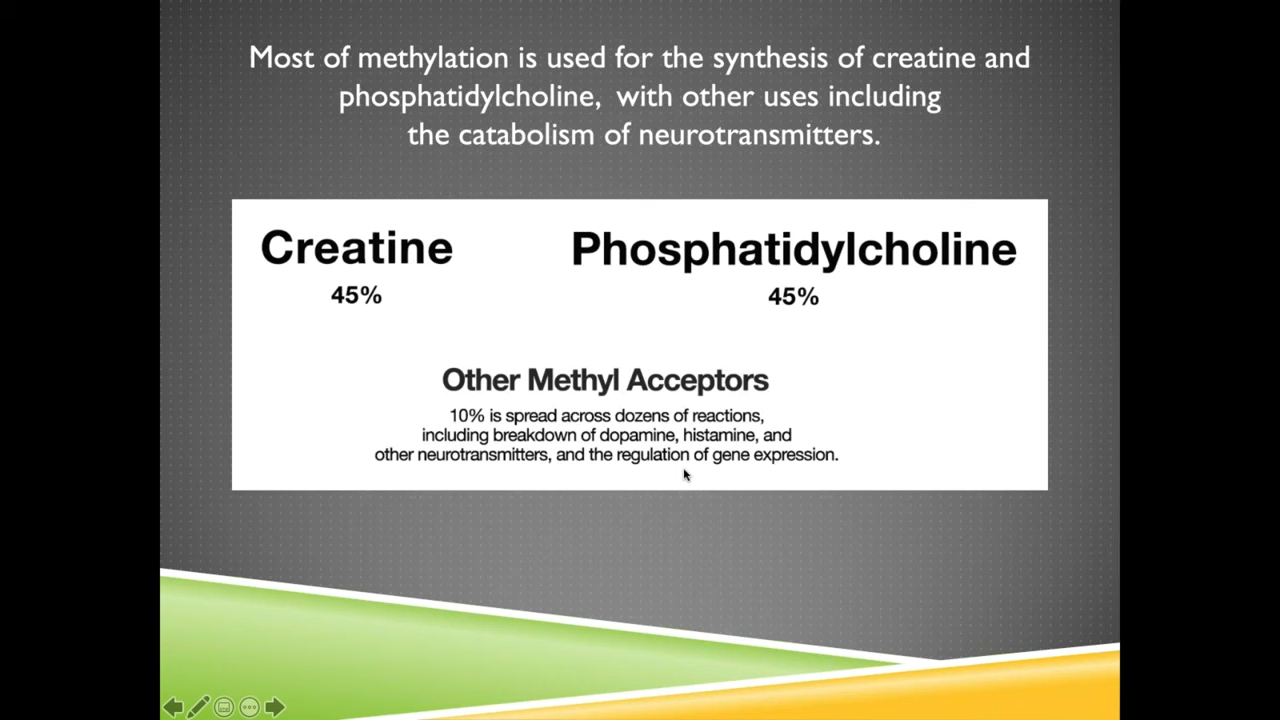 Most of methylation is used for the synthesis of creatine and
phosphatidylcholine, with other uses including
the catabolism of neurotransmitters.
Creatine
45%
Phosphatidylcholine
45%
Other Methyl Acceptors
10% is spread across dozens of reactions,
including breakdown of dopamine, histamine, and
other neurotransmitters, and the regulation of gene expression.